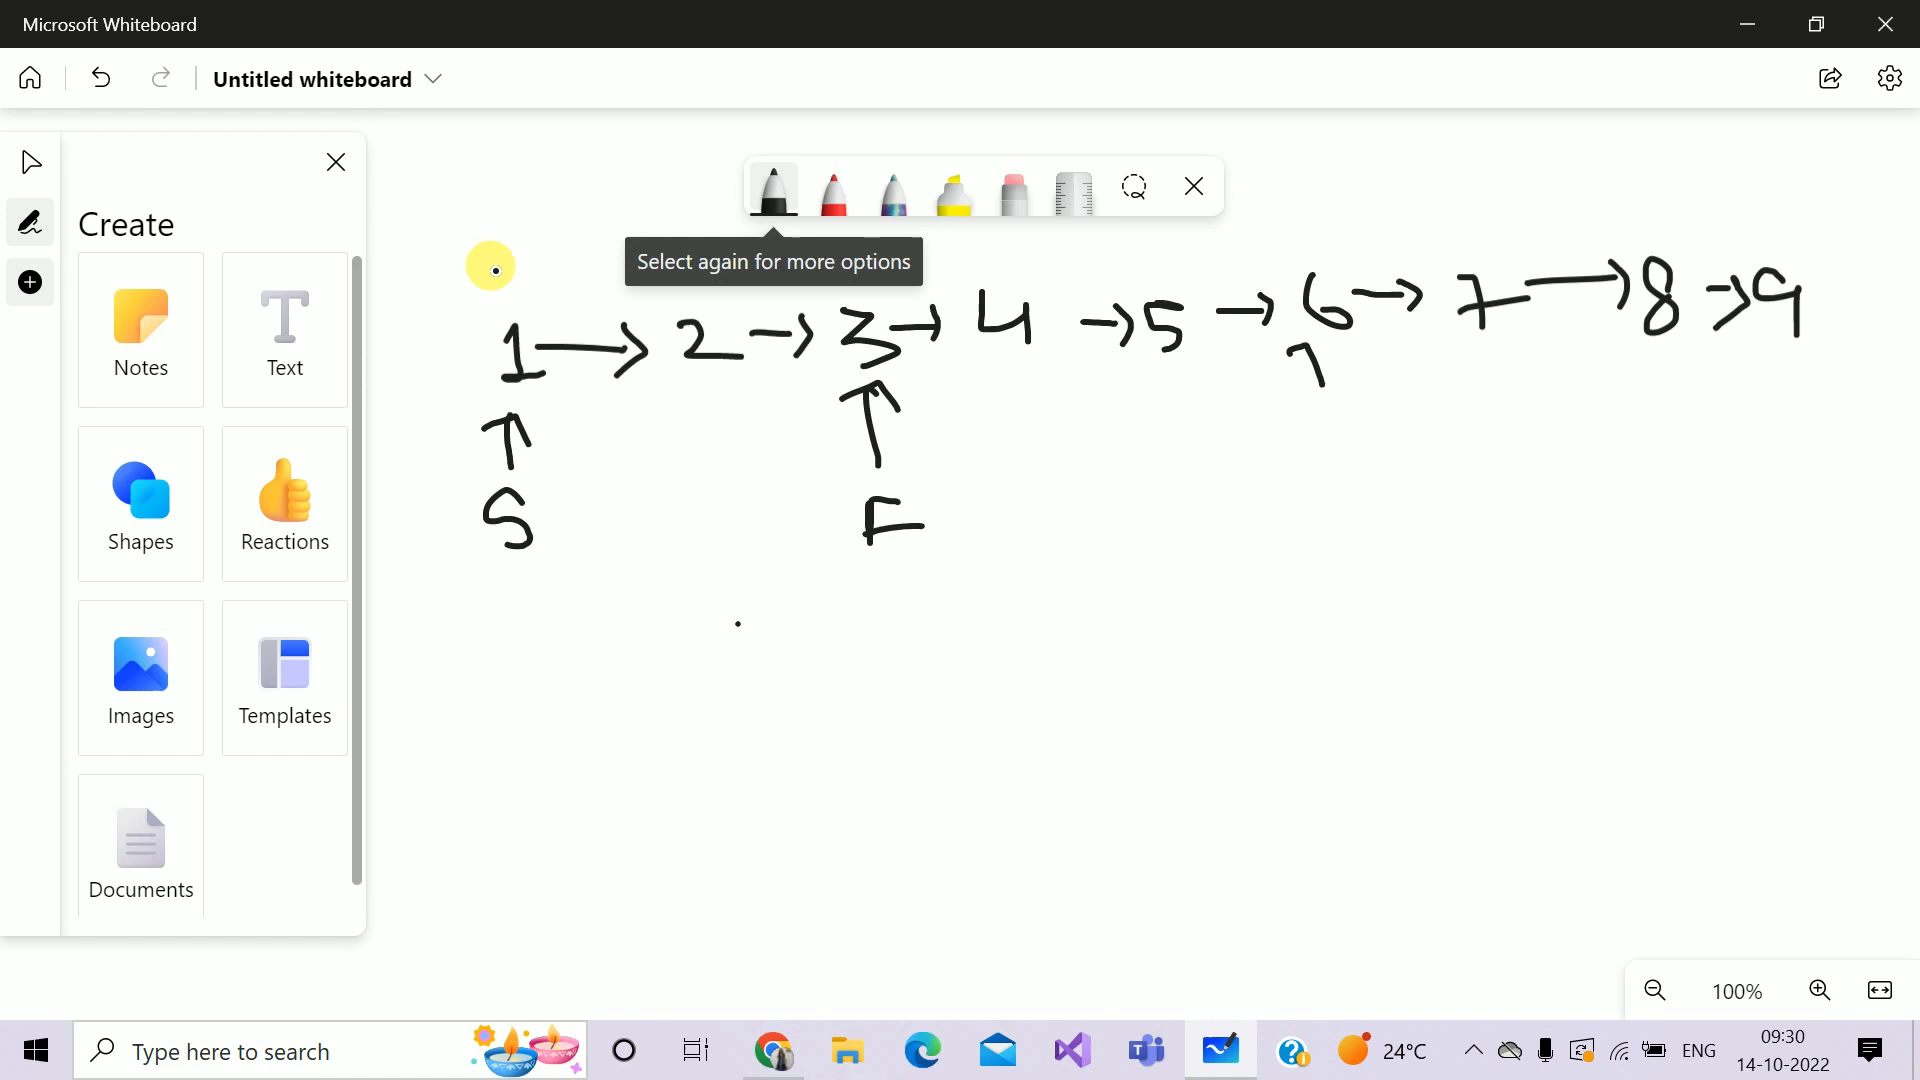 Microsoft Whiteboard
Untitled whiteboard
Create
Select again for more options
Notes
Text
1 → 2 → 3 → 4 → 5 → 6 → 7 → 8 → 9
↑ ↑
S F
Shapes
Reactions
Images
Templates
Documents
100%
Type here to search
24°C
ENG
09:30
14-10-2022